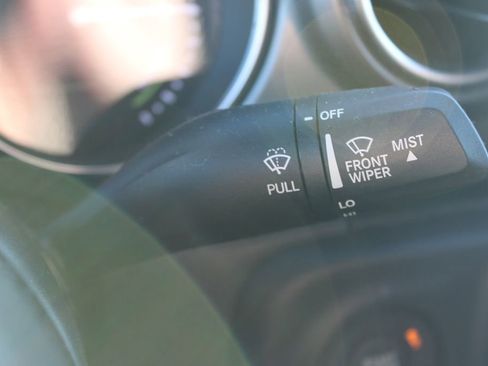 OFF
MIST
FRONT
WIPER
PULL
LO